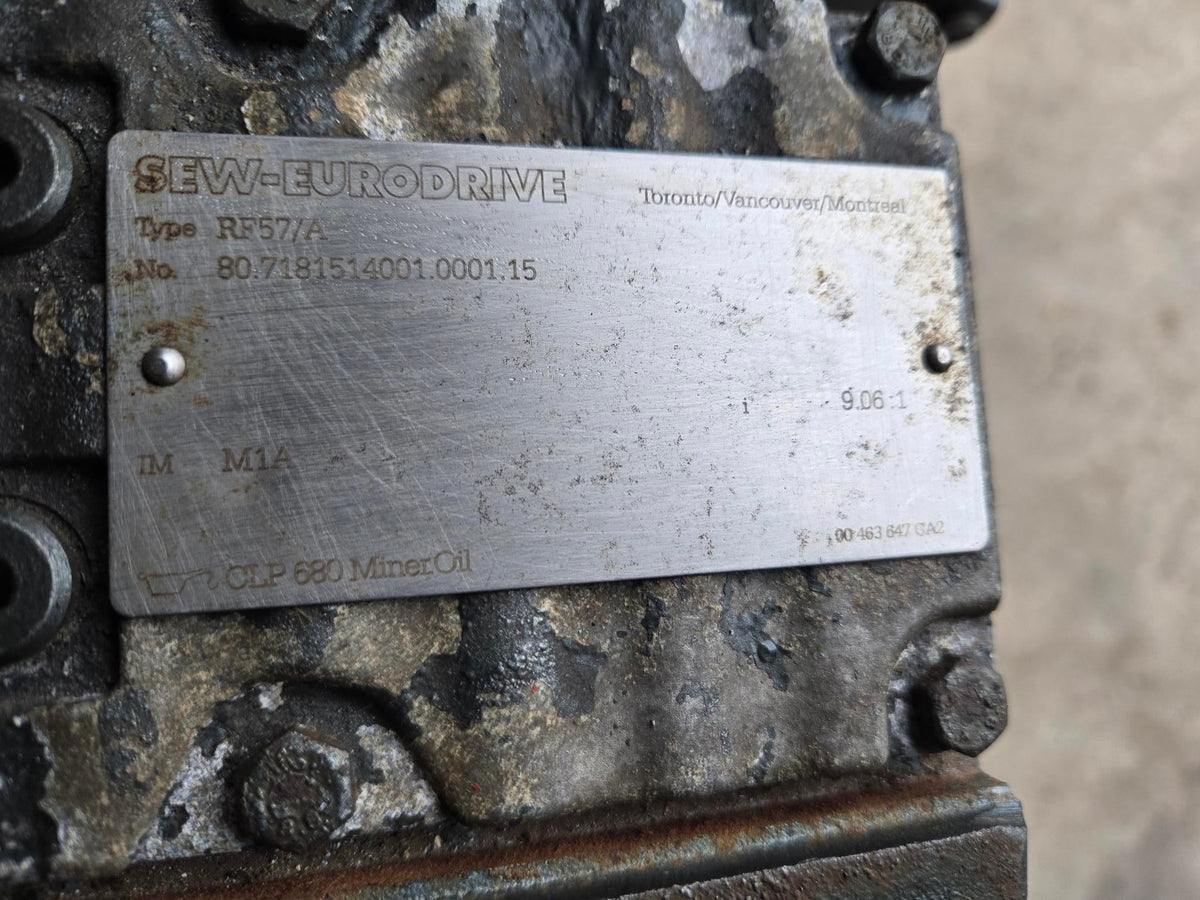 SEW-EURODRIVE
Toronto/Vancouver/Montreal
Type RF57/A
No. 80.7181514001.0001.15
i 9.06 :1
IM M1A
00 463 647 CA2
CLP 680 Miner.Oil